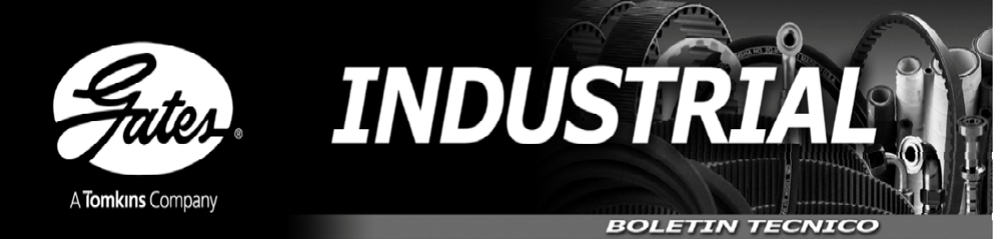 Gates®
A Tomkins Company
INDUSTRIAL
BOLETIN TECNICO